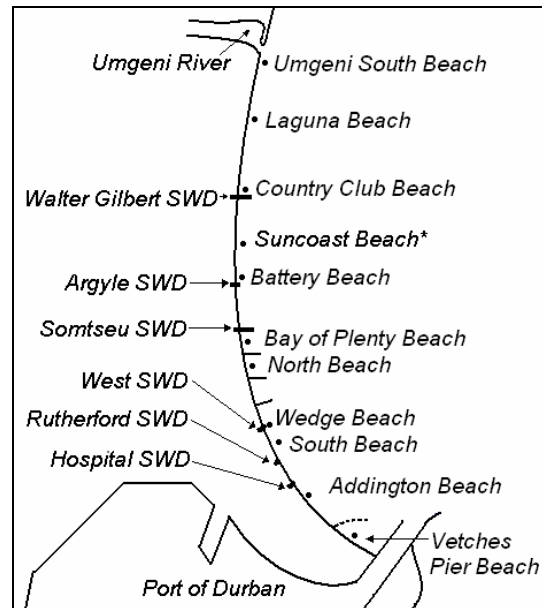 Umgeni River
Umgeni South Beach
Laguna Beach
Country Club Beach
Walter Gilbert SWD
Suncoast Beach*
Battery Beach
Argyle SWD
Somtseu SWD
Bay of Plenty Beach
North Beach
West SWD
Wedge Beach
Rutherford SWD
South Beach
Hospital SWD
Addington Beach
Vetches
Pier Beach
Port of Durban